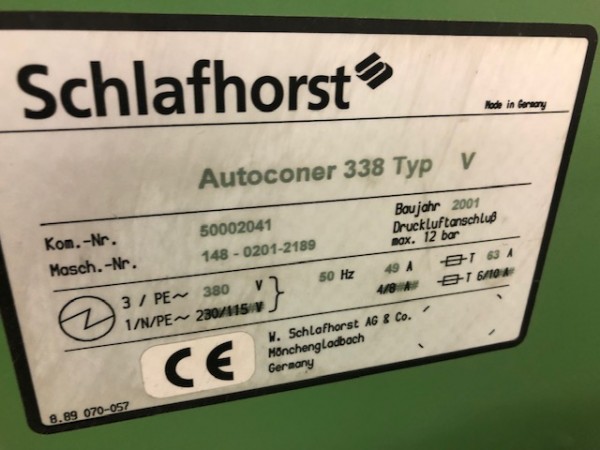 Schlafhorst
Made in Germany
Autoconer 338 Typ V
Kom.-Nr. 50002041 Baujahr 2001
Masch.-Nr. 148 - 0201-2189 Druckluftanschluß
max. 12 bar
3 / PE~ 380 V 50 Hz 49 A T 63 A
1/N/PE~ 230/115 V 4/8 A T 6/10 A
CE
W. Schlafhorst AG & Co.
Mönchengladbach
Germany
8.89 070-057